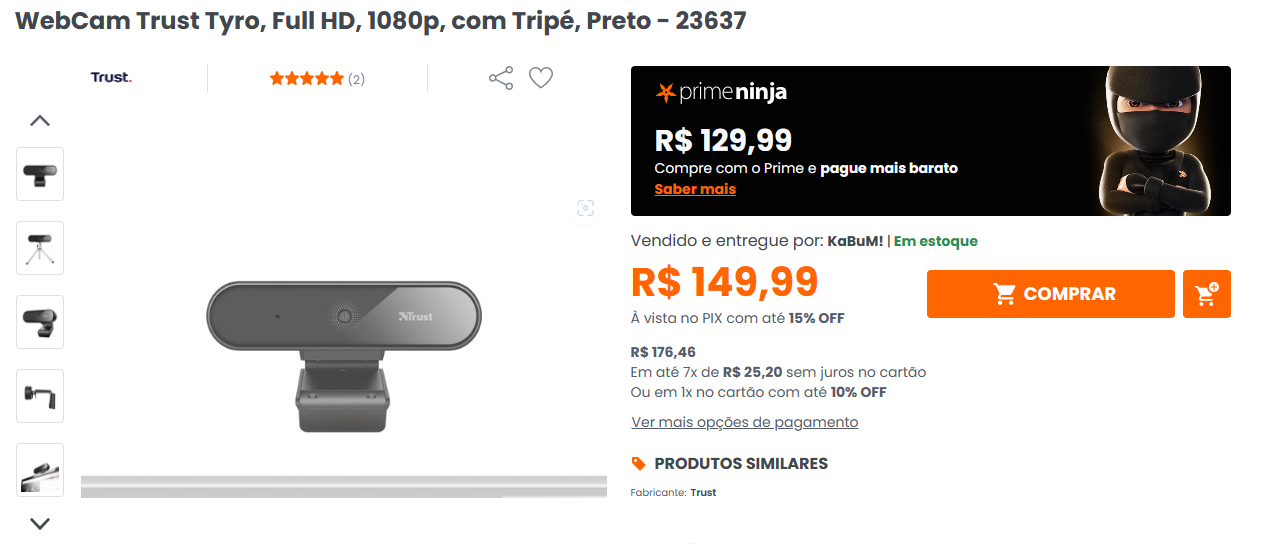 WebCam Trust Tyro, Full HD, 1080p, com Tripé, Preto - 23637
Trust.
(2)
Trust
primeninja
R$ 129,99
Compre com o Prime e pague mais barato
Saber mais
Vendido e entregue por: KaBuM! | Em estoque
R$ 149,99
COMPRAR
À vista no PIX com até 15% OFF
R$ 176,46
Em até 7x de R$ 25,20 sem juros no cartão
Ou em 1x no cartão com até 10% OFF
Ver mais opções de pagamento
PRODUTOS SIMILARES
Fabricante: Trust